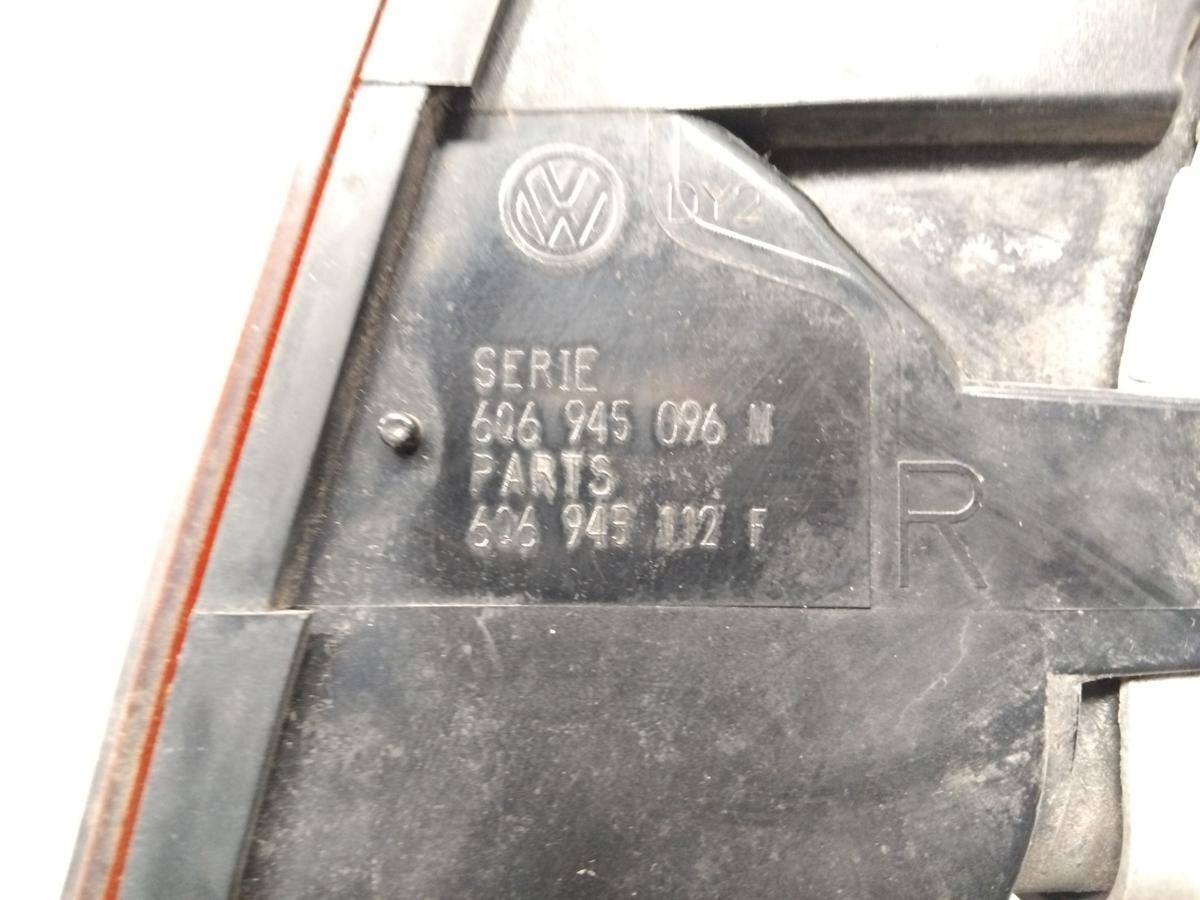 DY2
SERIE
6Q6 945 096 M
PARTS
6Q6 945 112 F
R